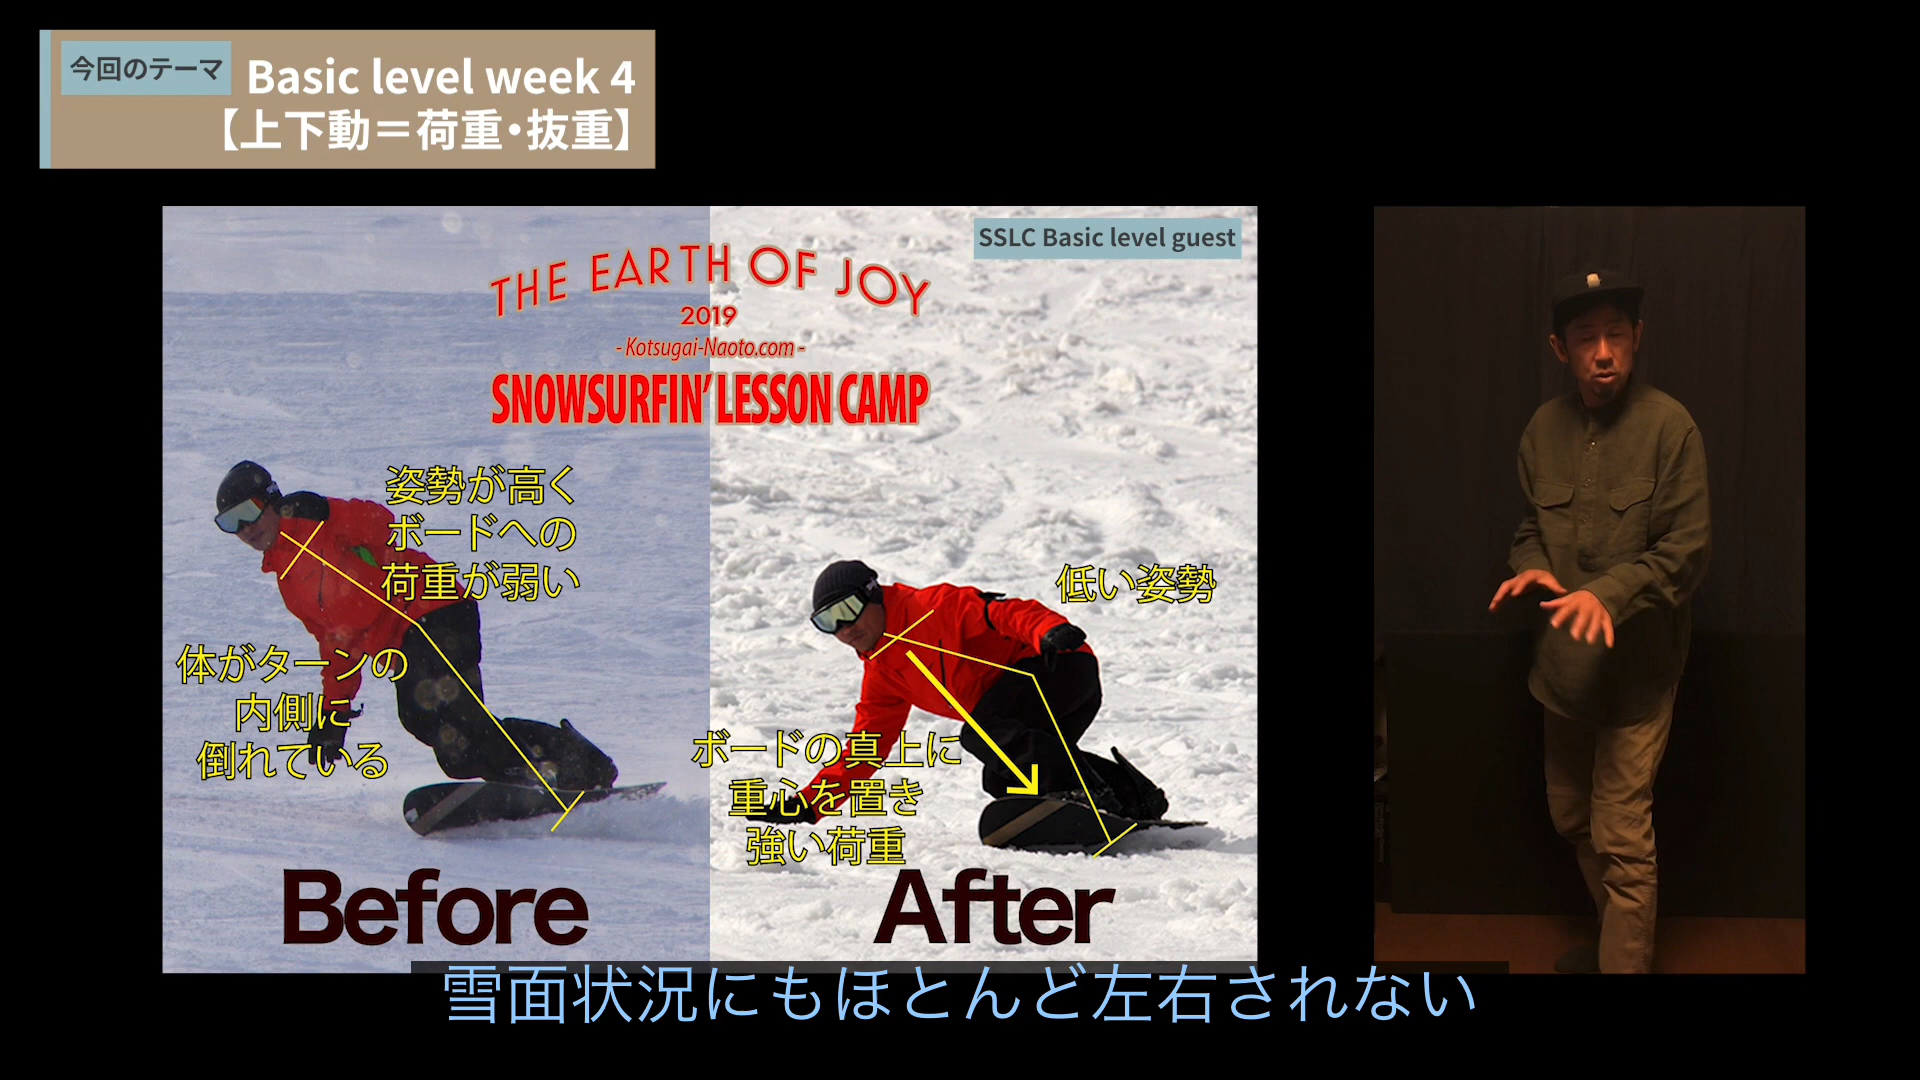 今回のテーマ
Basic level week 4
【上下動＝荷重・抜重】
SSLC Basic level guest
THE EARTH OF JOY
2019
- Kotsugai-Naoto.com -
SNOWSURFIN' LESSON CAMP
姿勢が高く
ボードへの
荷重が弱い
体がターンの
内側に
倒れている
低い姿勢
ボードの真上に
重心を置き
強い荷重
Before
After
雪面状況にもほとんど左右されない